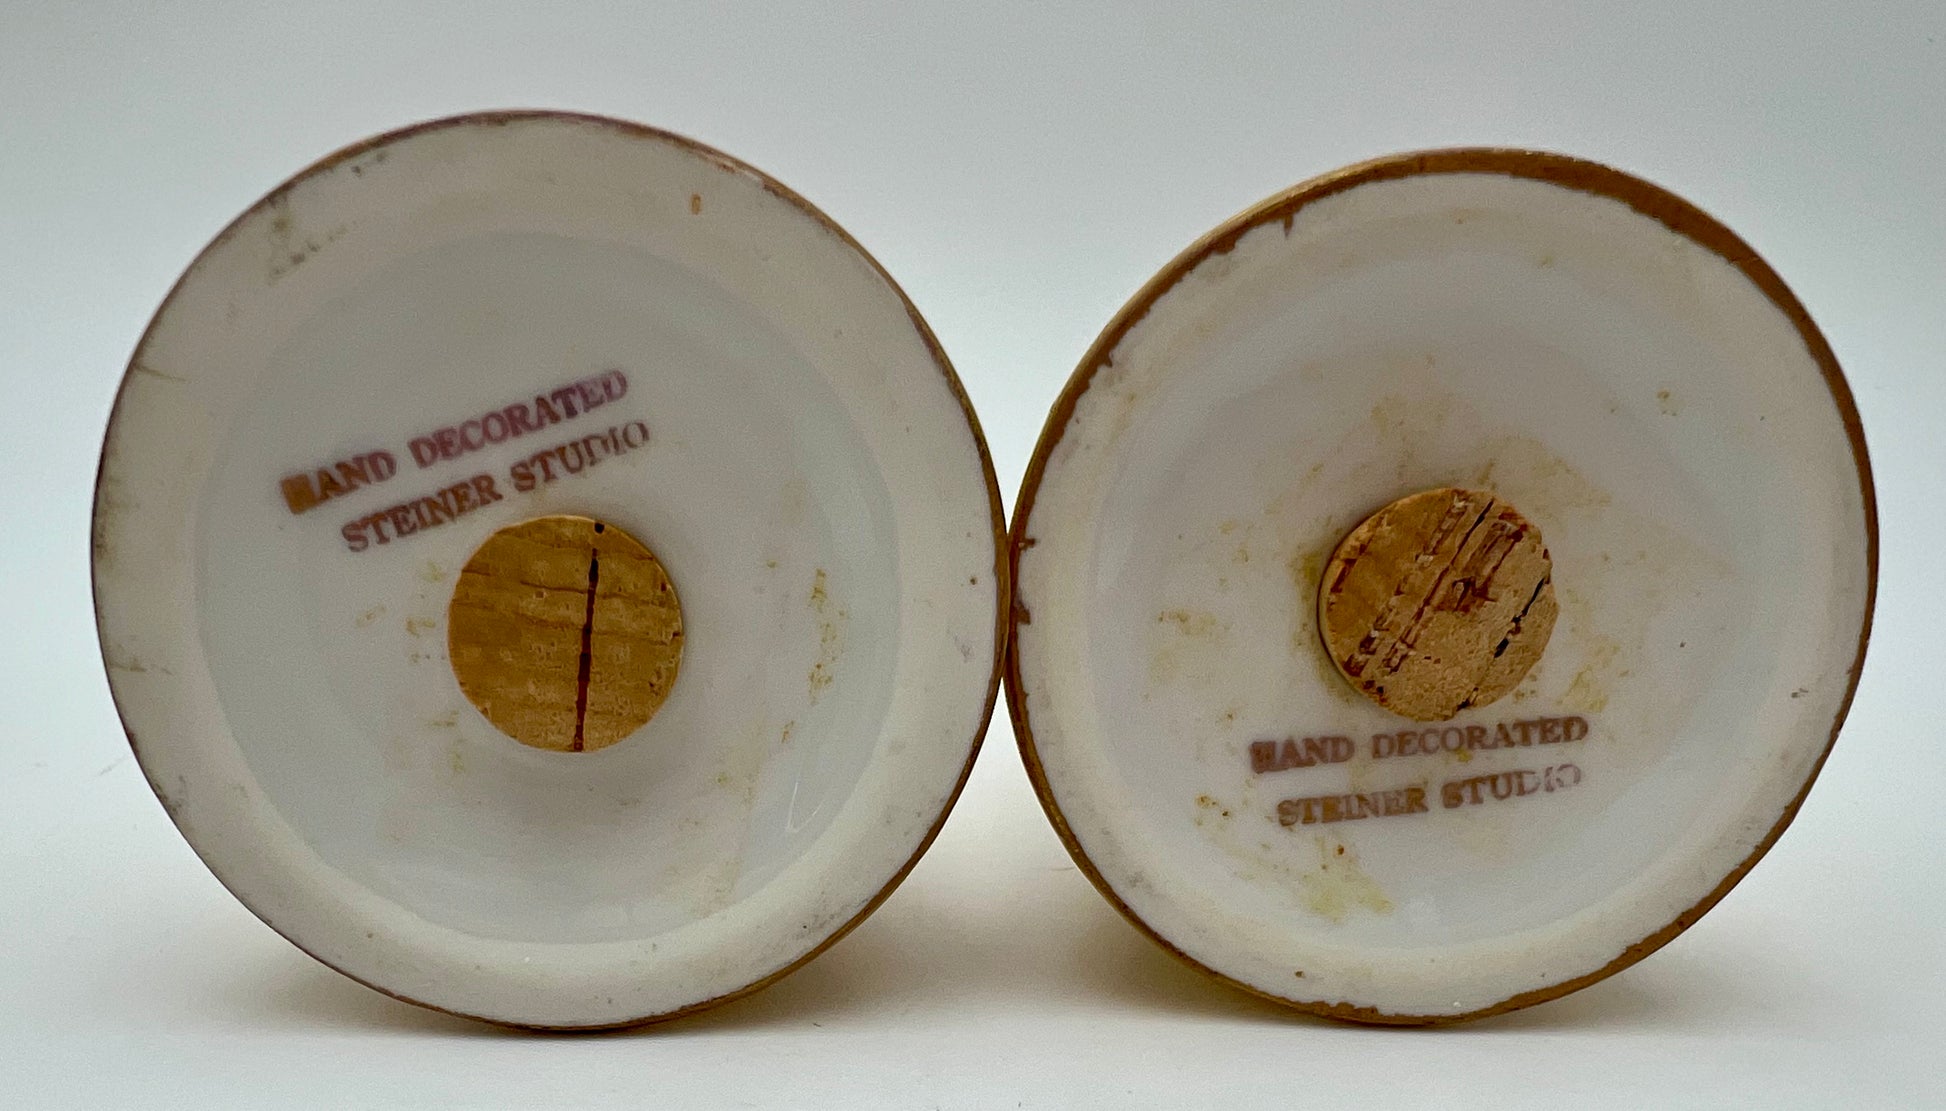 HAND DECORATED
STEINER STUDIO
HAND DECORATED
STEINER STUDIO